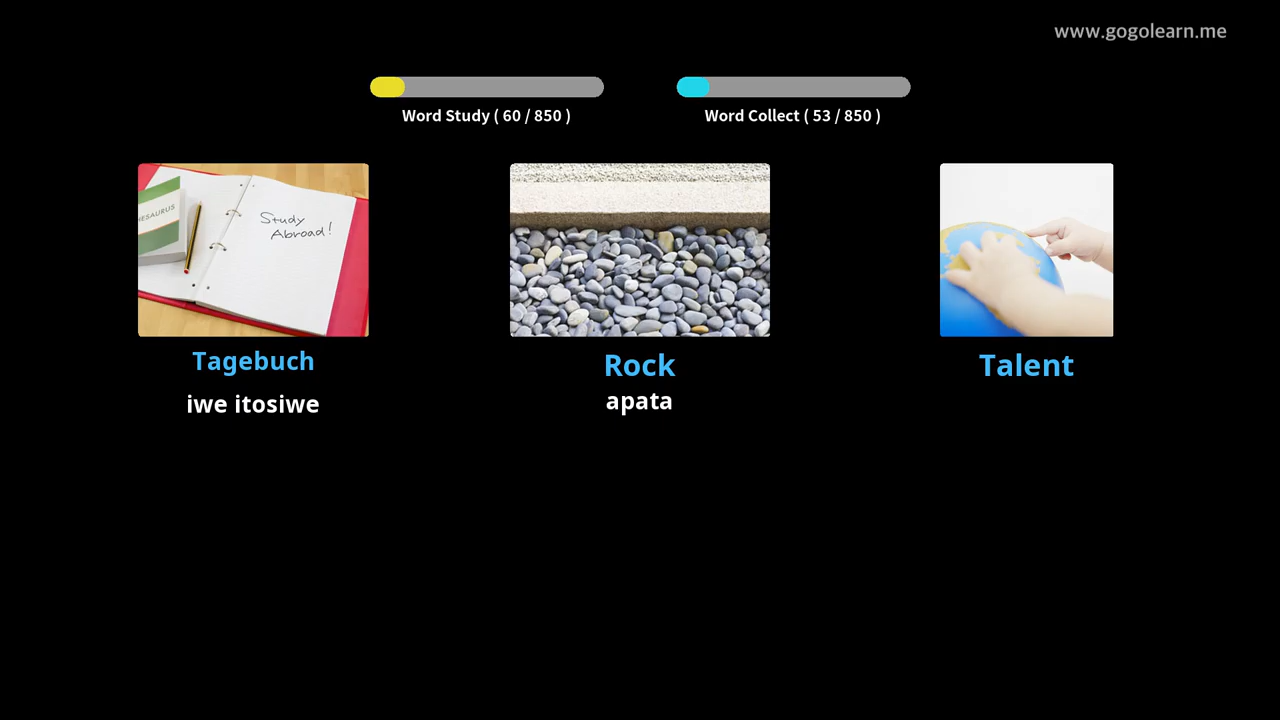 www.gogolearn.me
Word Study ( 60 / 850 )
Word Collect ( 53 / 850 )
HESAURUS
Study
Abroad!
Tagebuch
iwe itosiwe
Rock
apata
Talent